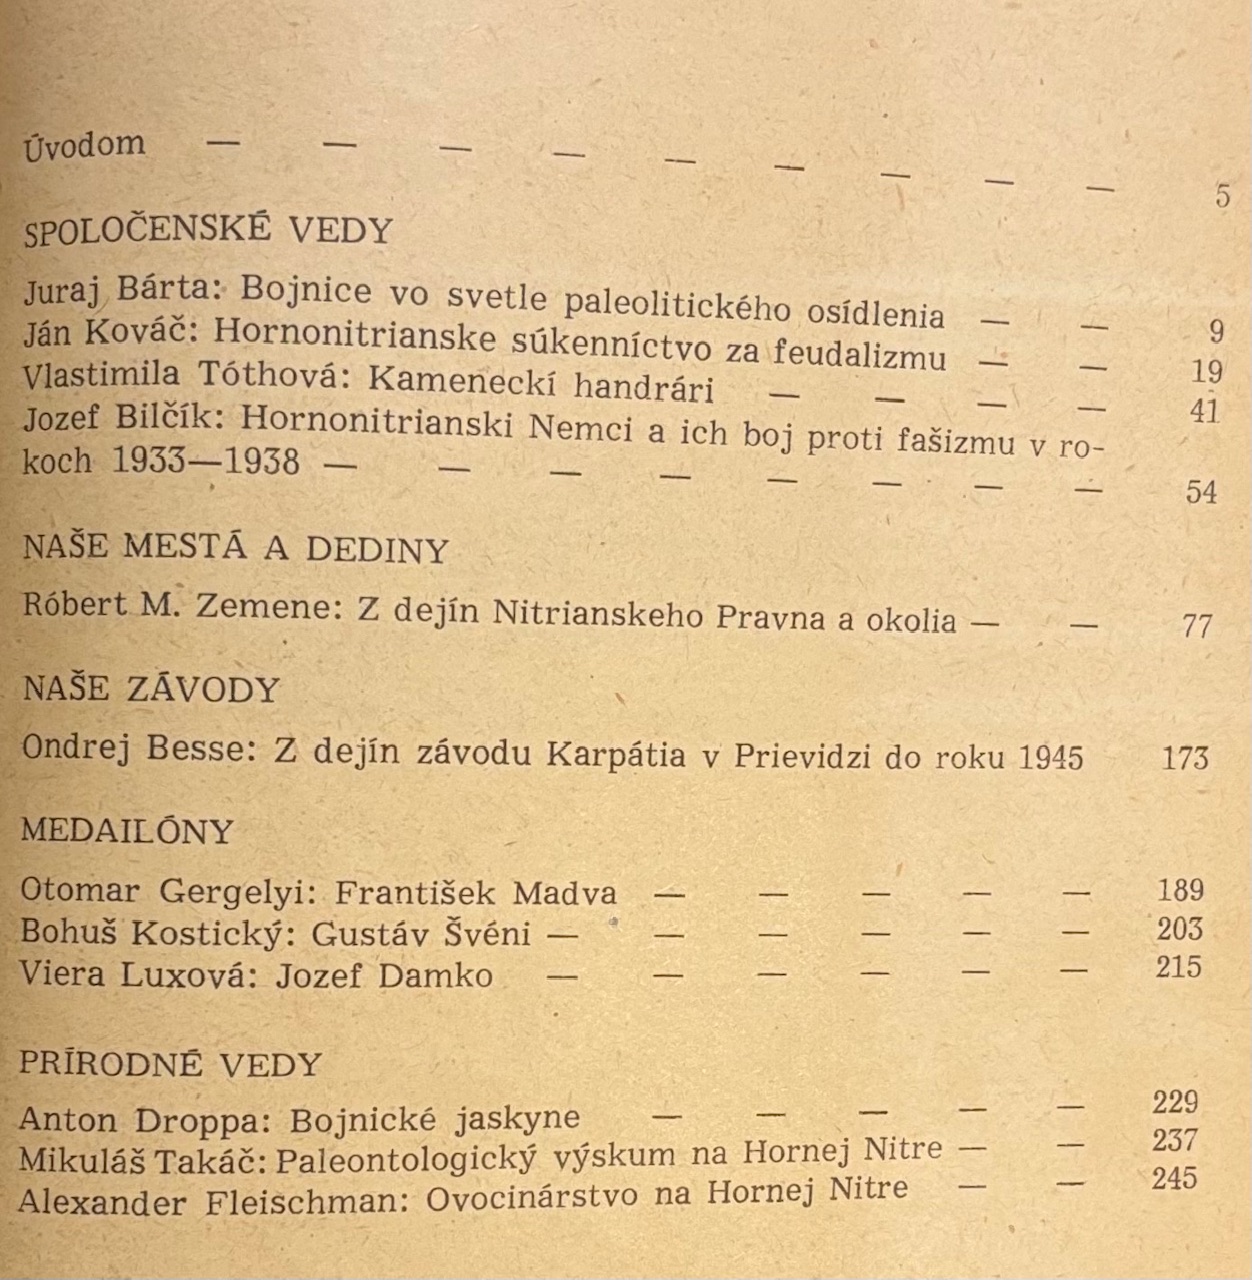 Úvodom — — — — — — — — — 5
SPOLOČENSKÉ VEDY
Juraj Bárta: Bojnice vo svetle paleolitického osídlenia — — 9
Ján Kováč: Hornonitrianske súkenníctvo za feudalizmu — — 19
Vlastimila Tóthová: Kameneckí handrári — — — — 41
Jozef Bilčík: Hornonitrianski Nemci a ich boj proti fašizmu v ro-
koch 1933—1938 — — — — — — — — 54
NAŠE MESTÁ A DEDINY
Róbert M. Zemene: Z dejín Nitrianskeho Pravna a okolia — — 77
NAŠE ZÁVODY
Ondrej Besse: Z dejín závodu Karpátia v Prievidzi do roku 1945 173
MEDAILÓNY
Otomar Gergelyi: František Madva — — — — — 189
Bohuš Kostický: Gustáv Švéni — — — — — — 203
Viera Luxová: Jozef Damko — — — — — — 215
PRÍRODNÉ VEDY
Anton Droppa: Bojnické jaskyne — — — — — 229
Mikuláš Takáč: Paleontologický výskum na Hornej Nitre — — 237
Alexander Fleischman: Ovocinárstvo na Hornej Nitre — — 245